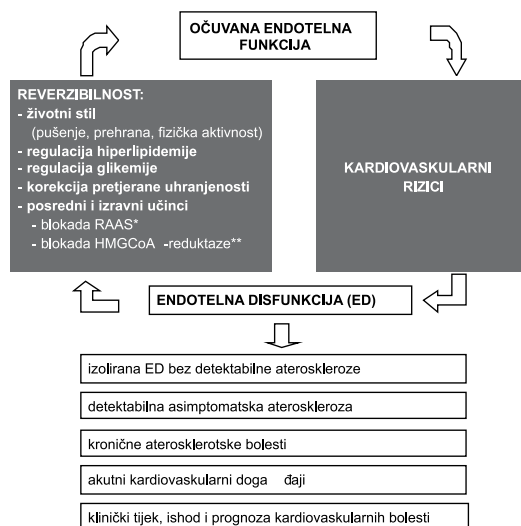 OČUVANA ENDOTELNA
FUNKCIJA
REVERZIBILNOST:
- životni stil
(pušenje, prehrana, fizička aktivnost)
- regulacija hiperlipidemije
- regulacija glikemije
- korekcija pretjerane uhranjenosti
- posredni i izravni učinci
- blokada RAAS*
- blokada HMGCoA -reduktaze**
KARDIOVASKULARNI
RIZICI
ENDOTELNA DISFUNKCIJA (ED)
izolirana ED bez detektabilne ateroskleroze
detektabilna asimptomatska ateroskleroza
kronične aterosklerotske bolesti
akutni kardiovaskularni doga đaji
klinički tijek, ishod i prognoza kardiovaskularnih bolesti